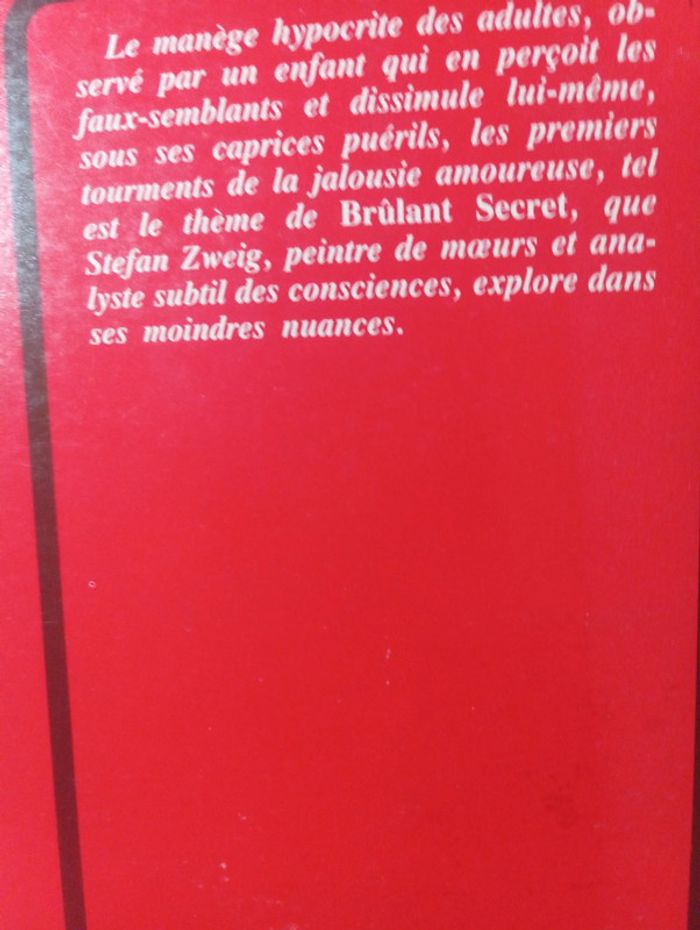 Le manège hypocrite des adultes, ob-
servé par un enfant qui en perçoit les
faux-semblants et dissimule lui-même,
sous ses caprices puérils, les premiers
tourments de la jalousie amoureuse, tel
est le thème de Brûlant Secret, que
Stefan Zweig, peintre de mœurs et ana-
lyste subtil des consciences, explore dans
ses moindres nuances.